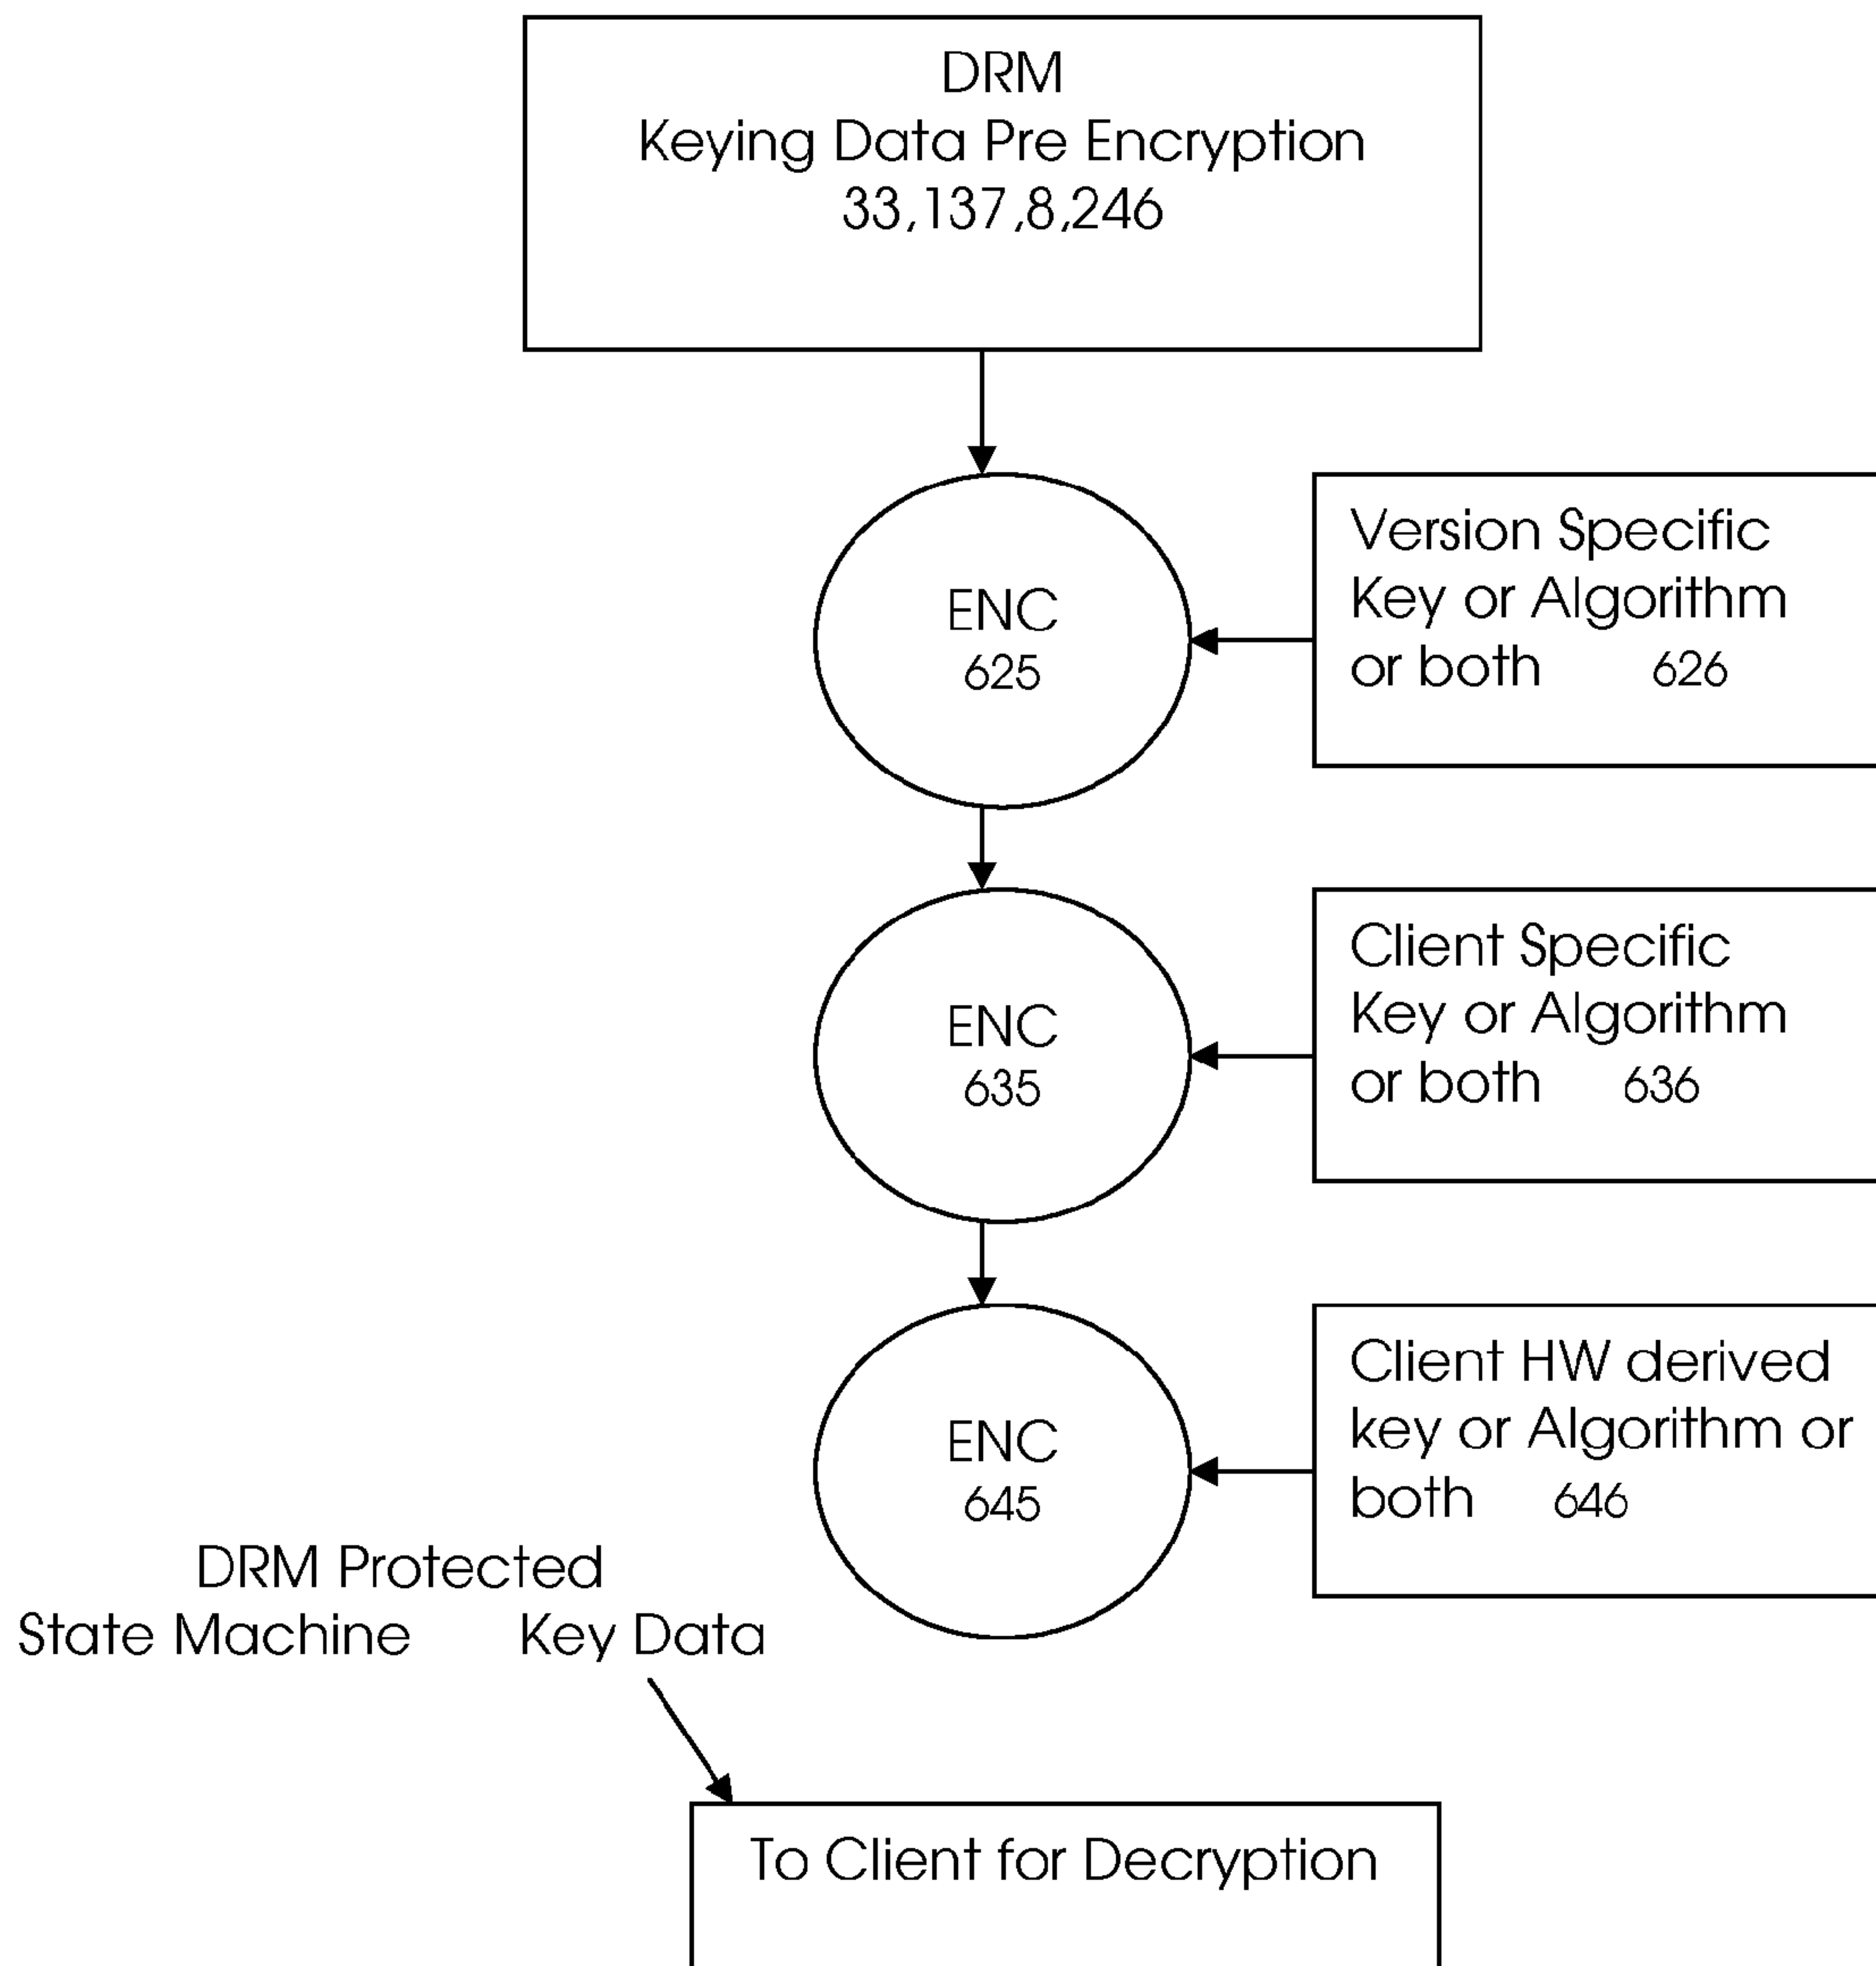 DRM
Keying Data Pre Encryption
33,137,8,246
ENC
625
Version Specific
Key or Algorithm
or both 626
ENC
635
Client Specific
Key or Algorithm
or both 636
ENC
645
Client HW derived
key or Algorithm or
both 646
DRM Protected
State Machine Key Data
To Client for Decryption